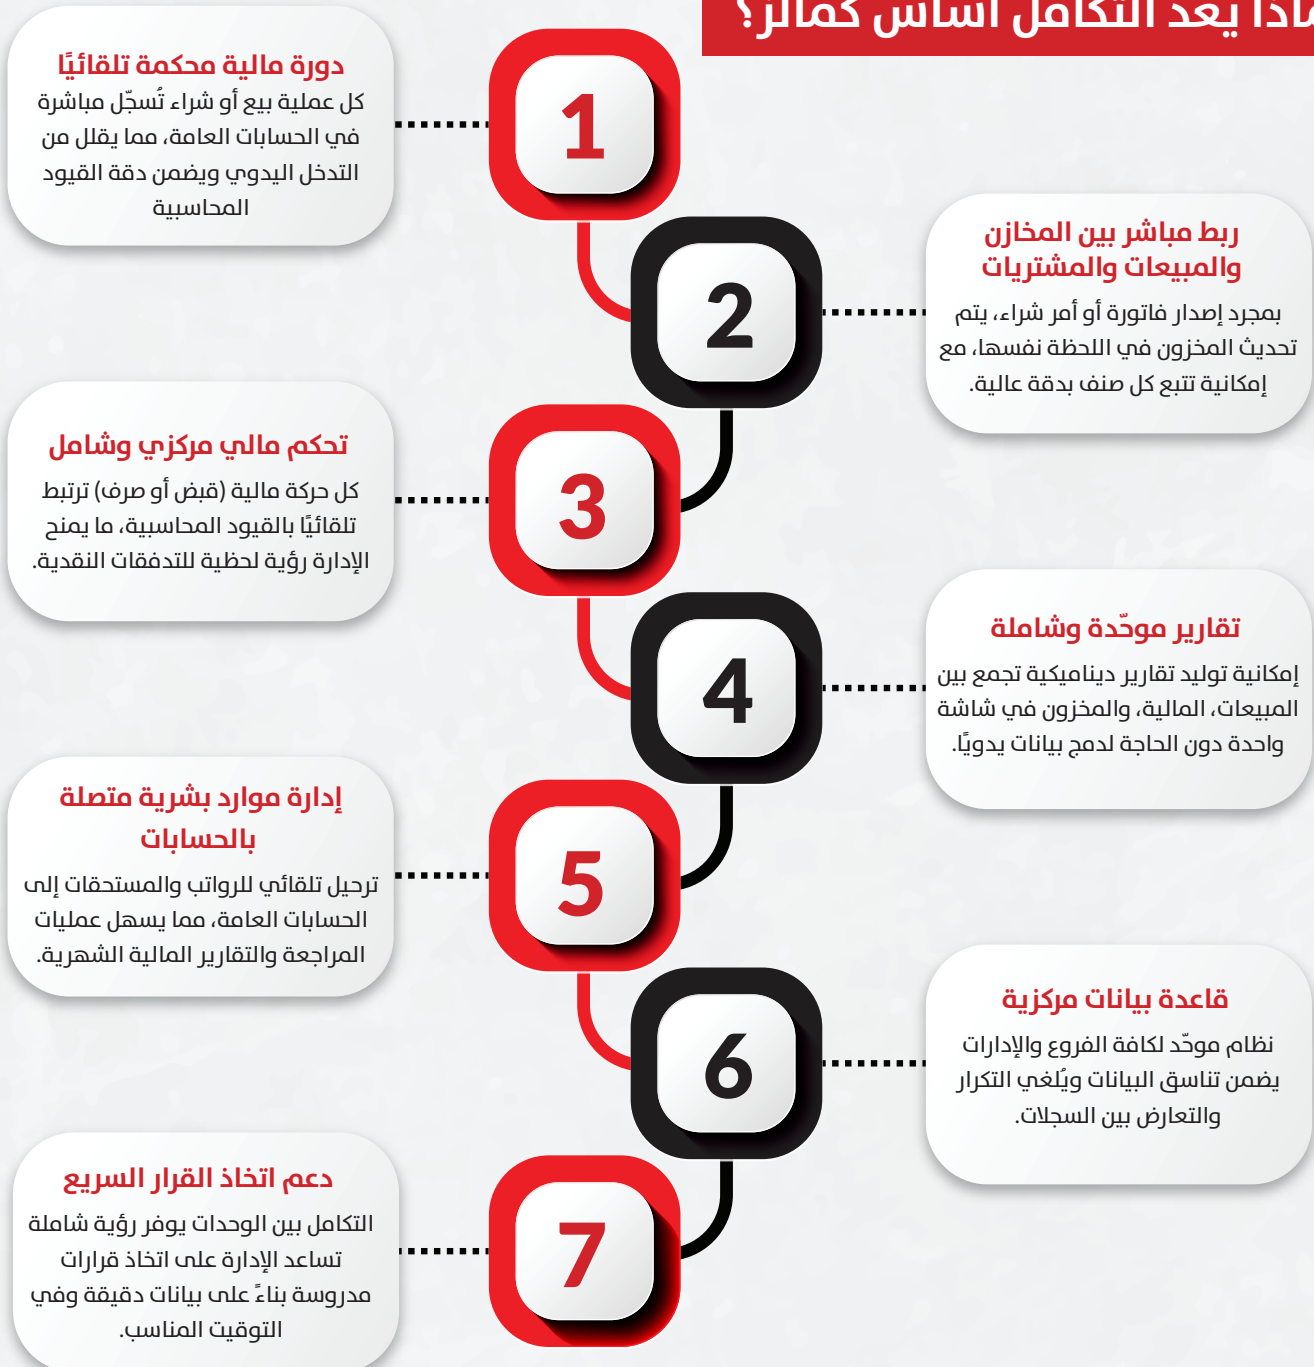 ماذا يُعد التكامل أساس كمالز؟
1
دورة مالية محكمة تلقائيًا
كل عملية بيع أو شراء تُسجّل مباشرة
في الحسابات العامة، مما يقلل من
التدخل اليدوي ويضمن دقة القيود
المحاسبية
2
ربط مباشر بين المخازن
والمبيعات والمشتريات
بمجرد إصدار فاتورة أو أمر شراء، يتم
تحديث المخزون في اللحظة نفسها، مع
إمكانية تتبع كل صنف بدقة عالية.
3
تحكم مالي مركزي وشامل
كل حركة مالية (قبض أو صرف) ترتبط
تلقائيًا بالقيود المحاسبية، ما يمنح
الإدارة رؤية لحظية للتدفقات النقدية.
4
تقارير موحّدة وشاملة
إمكانية توليد تقارير ديناميكية تجمع بين
المبيعات، المالية، والمخزون في شاشة
واحدة دون الحاجة لدمج بيانات يدويًا.
5
إدارة موارد بشرية متصلة
بالحسابات
ترحيل تلقائي للرواتب والمستحقات إلى
الحسابات العامة، مما يسهل عمليات
المراجعة والتقارير المالية الشهرية.
6
قاعدة بيانات مركزية
نظام موحّد لكافة الفروع والإدارات
يضمن تناسق البيانات ويُلغي التكرار
والتعارض بين السجلات.
7
دعم اتخاذ القرار السريع
التكامل بين الوحدات يوفر رؤية شاملة
تساعد الإدارة على اتخاذ قرارات
مدروسة بناءً على بيانات دقيقة وفي
التوقيت المناسب.